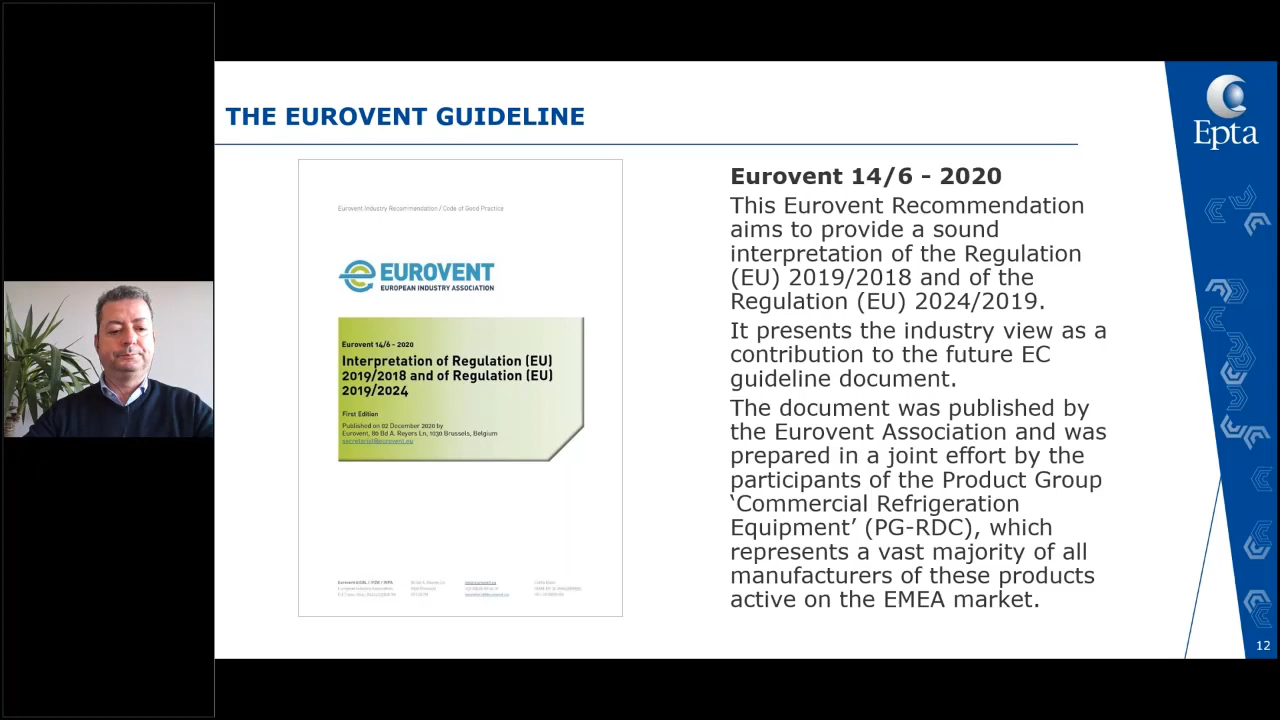 THE EUROVENT GUIDELINE
Epta
Eurovent Industry Recommendation / Code of Good Practice
EUROVENT
EUROPEAN INDUSTRY ASSOCIATION
Eurovent 14/6 - 2020
Interpretation of Regulation (EU)
2019/2018 and of Regulation (EU)
2019/2024
First Edition
Published on 02 December 2020 by
Eurovent, 80 Bd A. Reyers Ln, 1030 Brussels, Belgium
secretariat@eurovent.eu
Eurovent 14/6 - 2020
This Eurovent Recommendation
aims to provide a sound
interpretation of the Regulation
(EU) 2019/2018 and of the
Regulation (EU) 2024/2019.
It presents the industry view as a
contribution to the future EC
guideline document.
The document was published by
the Eurovent Association and was
prepared in a joint effort by the
participants of the Product Group
‘Commercial Refrigeration
Equipment’ (PG-RDC), which
represents a vast majority of all
manufacturers of these products
active on the EMEA market.
12